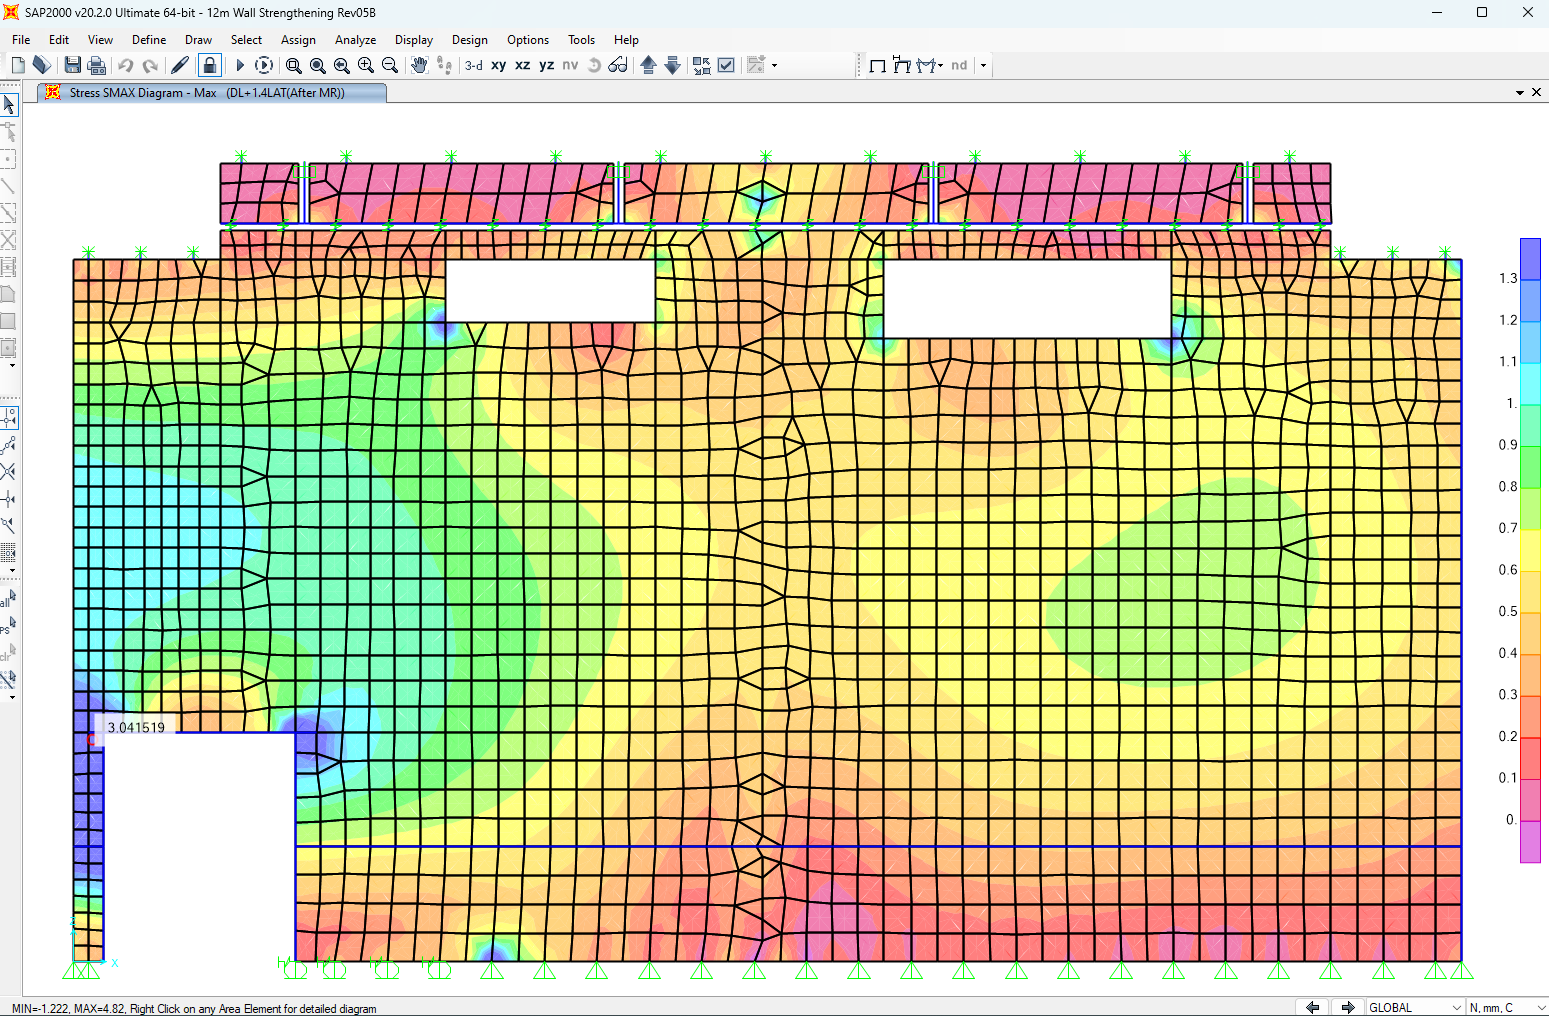 SAP2000 v20.2.0 Ultimate 64-bit - 12m Wall Strengthening Rev05B
File Edit View Define Draw Select Assign Analyze Display Design Options Tools Help
3-d xy xz yz nv nd
Stress SMAX Diagram - Max (DL+1.4LAT(After MR))
1.3
1.2
1.1
1.
0.9
0.8
0.7
0.6
0.5
0.4
0.3
0.2
0.1
0.
all
PS
clr
3.041519
X
MIN=-1.222, MAX=4.82, Right Click on any Area Element for detailed diagram
GLOBAL
N, mm, C